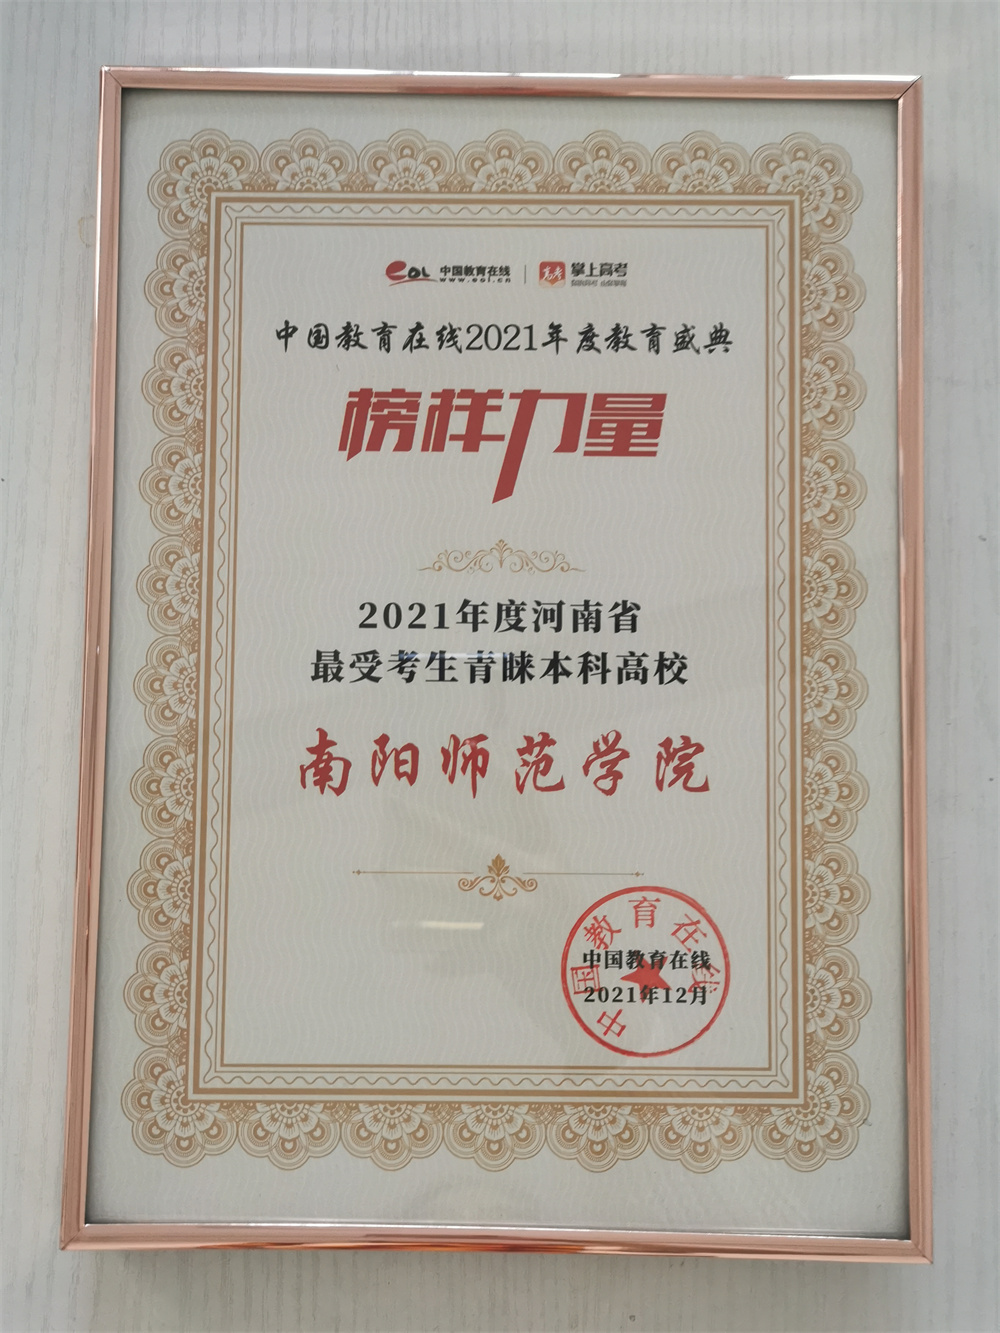 eol 中国教育在线 www.eol.cn 高考 掌上高考
中国教育在线2021年度教育盛典
榜样力量
2021年度河南省
最受考生青睐本科高校
南阳师范学院
中国教育在线
中国教育在线
2021年12月